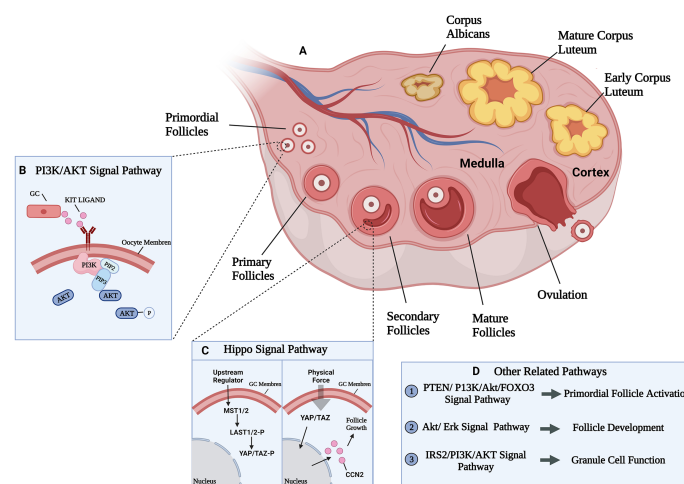 A
Corpus
Albicans
Mature Corpus
Luteum
Early Corpus
Luteum
Primordial
Follicles
Medulla
Cortex
Primary
Follicles
Secondary
Follicles
Mature
Follicles
Ovulation
B PI3K/AKT Signal Pathway
GC
KIT LIGAND
Oocyte Membren
PI3K
PIP2
PIP3
AKT
AKT
AKT
P
C Hippo Signal Pathway
Upstream
Regulator
GC Membren
MST1/2
LAST1/2-P
YAP/TAZ-P
Nucleus
Physical
Force
GC Membren
YAP/TAZ
Follicle
Growth
CCN2
Nucleus
D Other Related Pathways
1 PTEN/ P13K/Akt/FOXO3
Signal Pathway
Primordial Follicle Activatio
2 Akt/ Erk Signal Pathway
Follicle Development
3 IRS2/PI3K/AKT Signal
Pathway
Granule Cell Function